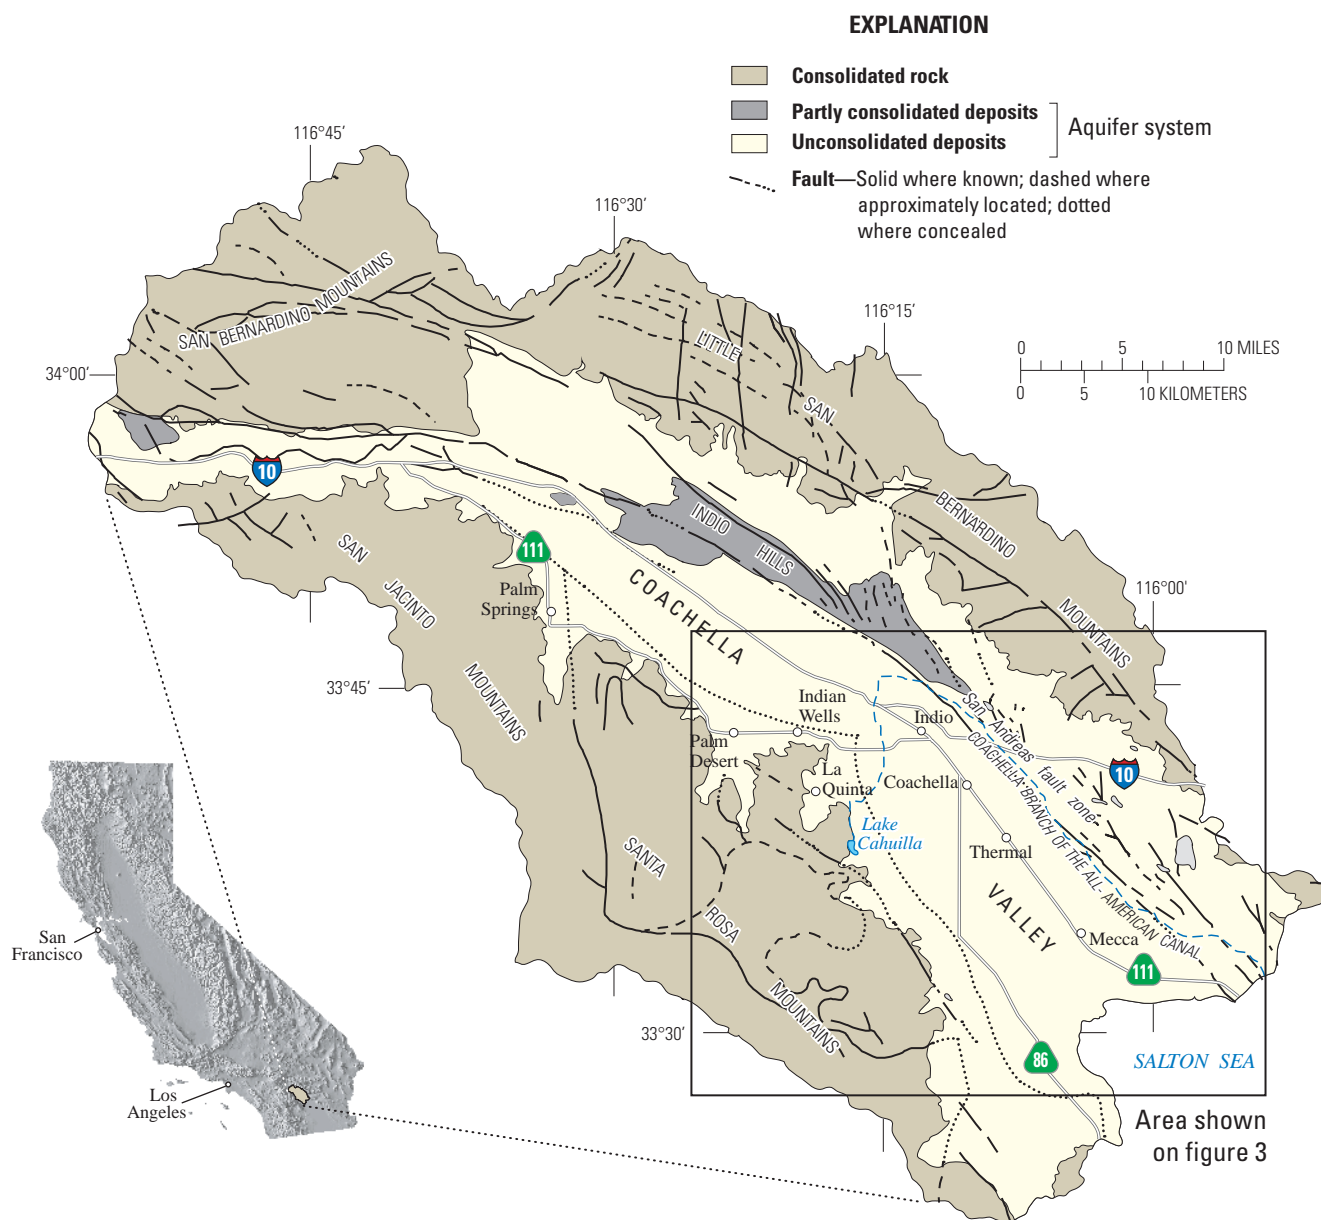 EXPLANATION
Consolidated rock
Partly consolidated deposits
Unconsolidated deposits
Aquifer system
Fault—Solid where known; dashed where
approximately located; dotted
where concealed
116°45'
116°30'
116°15'
116°00'
34°00'
33°45'
33°30'
0 5 10 MILES
0 5 10 KILOMETERS
SAN BERNARDINO MOUNTAINS
LITTLE
SAN
BERNARDINO
MOUNTAINS
10
111
INDIO
HILLS
SAN
JACINTO
MOUNTAINS
Palm
Springs
COACHELLA
VALLEY
Indian
Wells
Indio
Palm
Desert
La
Quinta
Coachella
Lake
Cahuilla
Thermal
Mecca
San Andreas fault zone
COACHELLA BRANCH OF THE ALL-AMERICAN CANAL
10
111
86
SANTA
ROSA
MOUNTAINS
SALTON SEA
Area shown
on figure 3
San
Francisco
Los
Angeles